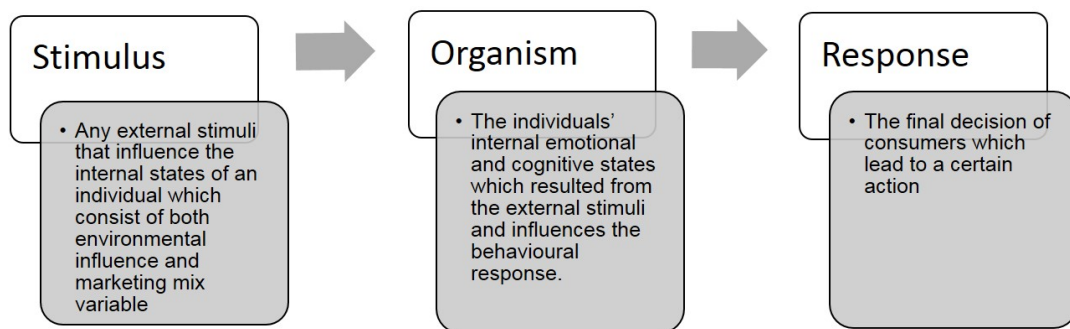 Stimulus
• Any external stimuli
that influence the
internal states of an
individual which
consist of both
environmental
influence and
marketing mix
variable
Organism
• The individuals'
internal emotional
and cognitive states
which resulted from
the external stimuli
and influences the
behavioural
response.
Response
• The final decision of
consumers which
lead to a certain
action